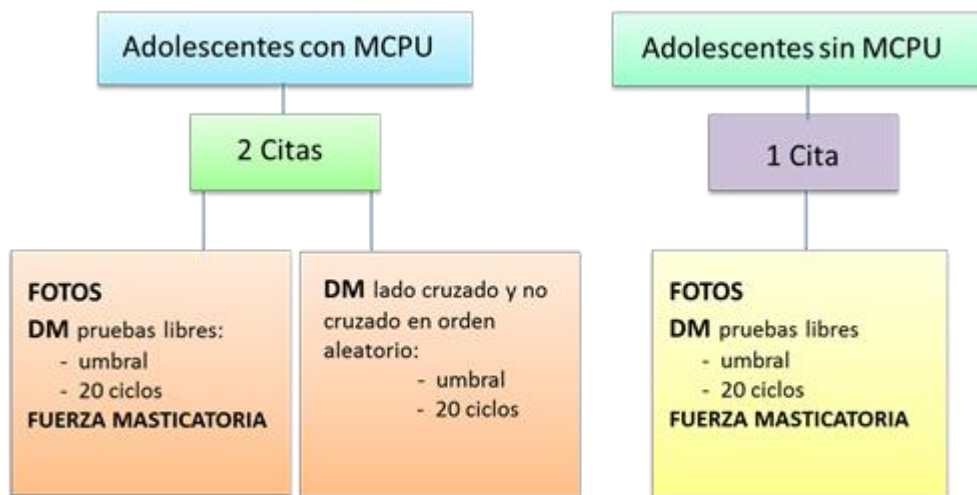 Adolescentes con MCPU
2 Citas
FOTOS
DM pruebas libres:
- umbral
- 20 ciclos
FUERZA MASTICATORIA
DM lado cruzado y no
cruzado en orden
aleatorio:
- umbral
- 20 ciclos
Adolescentes sin MCPU
1 Cita
FOTOS
DM pruebas libres
- umbral
- 20 ciclos
FUERZA MASTICATORIA